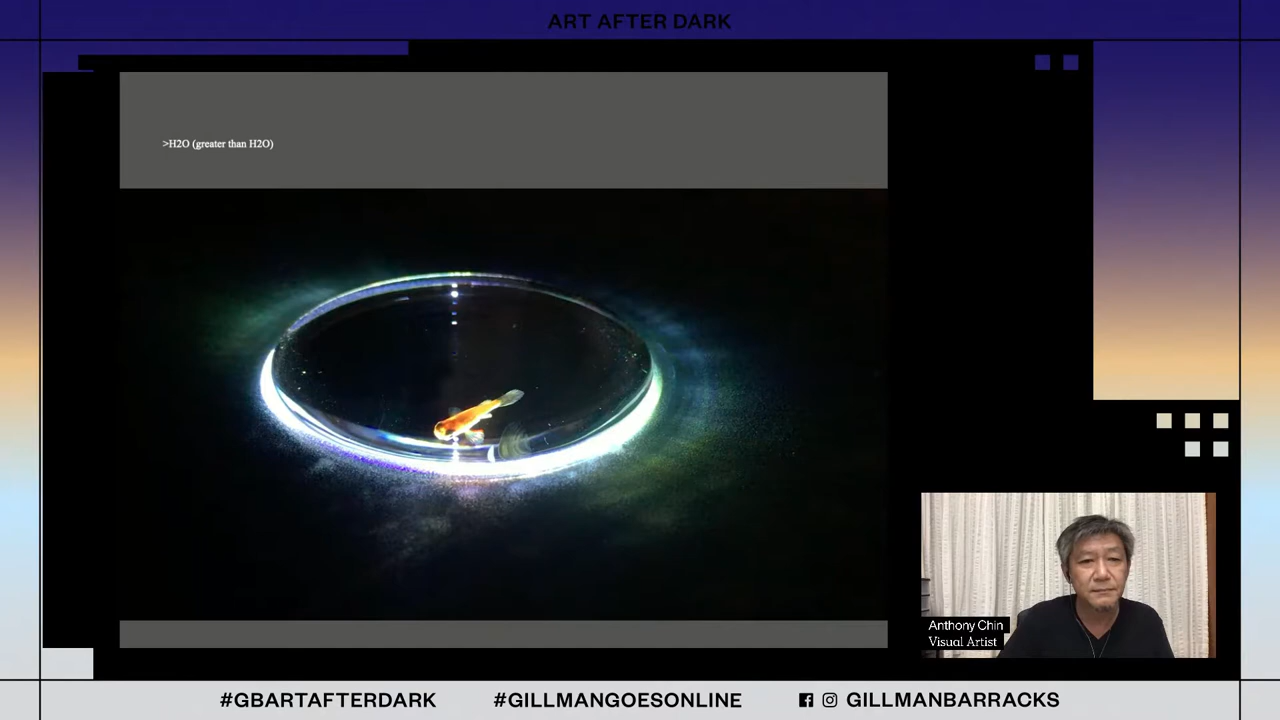 ART AFTER DARK
>H2O (greater than H2O)
Anthony Chin
Visual Artist
#GBARTAFTERDARK #GILLMANGOESONLINE GILLMANBARRACKS